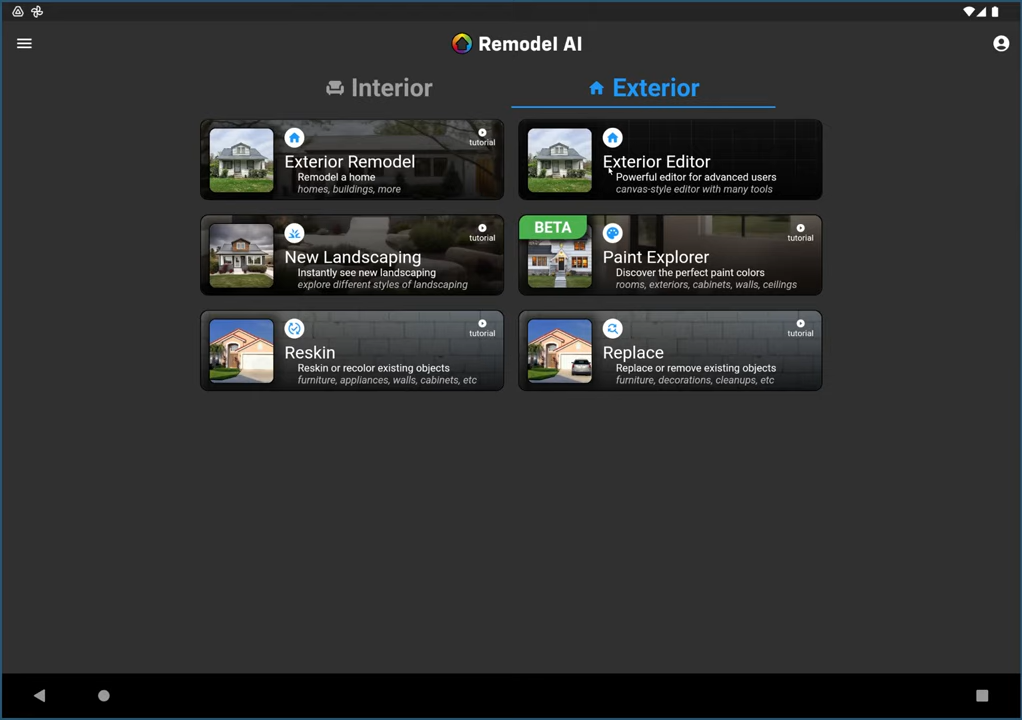 Remodel AI
Interior
Exterior
tutorial
Exterior Remodel
Remodel a home
homes, buildings, more
Exterior Editor
Powerful editor for advanced users
canvas-style editor with many tools
tutorial
New Landscaping
Instantly see new landscaping
explore different styles of landscaping
BETA
tutorial
Paint Explorer
Discover the perfect paint colors
rooms, exteriors, cabinets, walls, ceilings
tutorial
Reskin
Reskin or recolor existing objects
furniture, appliances, walls, cabinets, etc
tutorial
Replace
Replace or remove existing objects
furniture, decorations, cleanups, etc